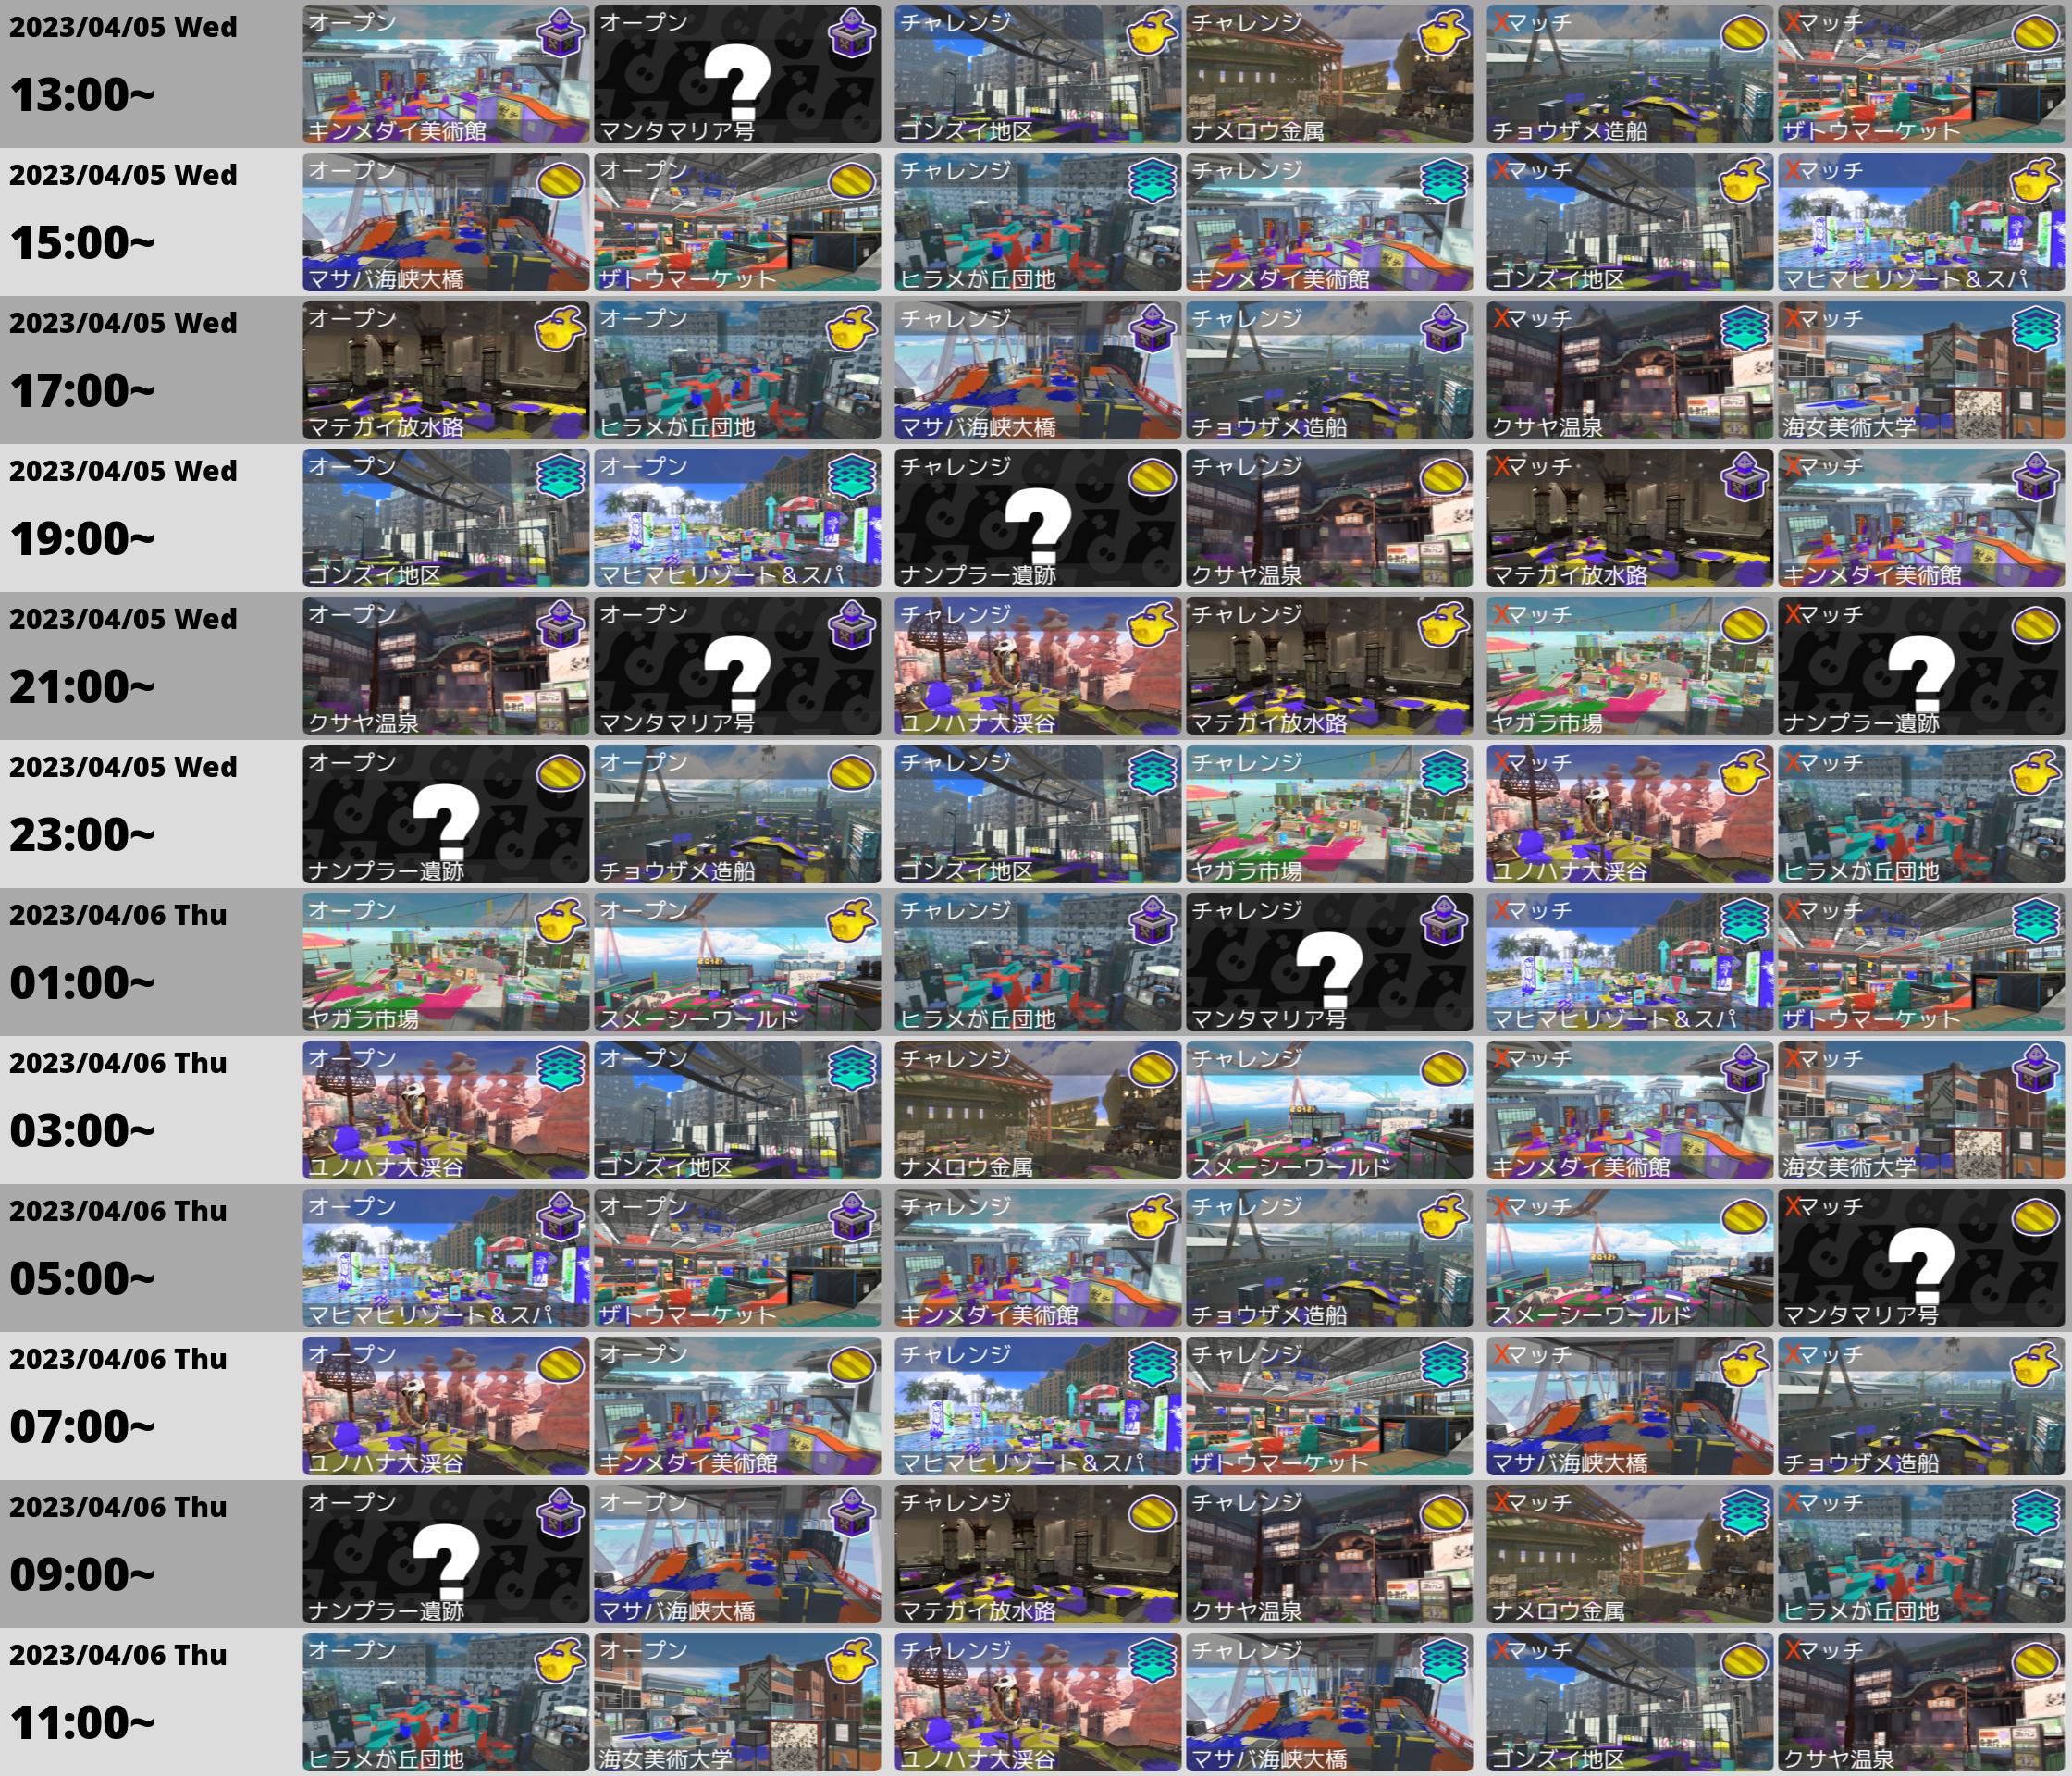 2023/04/05 Wed
13:00~
オープン
キンメダイ美術館
オープン
マンタマリア号
チャレンジ
ゴンズイ地区
チャレンジ
ナメロウ金属
Xマッチ
チョウザメ造船
Xマッチ
ザトウマーケット
2023/04/05 Wed
15:00~
オープン
マサバ海峡大橋
オープン
ザトウマーケット
チャレンジ
ヒラメが丘団地
チャレンジ
キンメダイ美術館
Xマッチ
ゴンズイ地区
Xマッチ
マヒマヒリゾート＆スパ
2023/04/05 Wed
17:00~
オープン
マテガイ放水路
オープン
ヒラメが丘団地
チャレンジ
マサバ海峡大橋
チャレンジ
チョウザメ造船
Xマッチ
クサヤ温泉
Xマッチ
海女美術大学
2023/04/05 Wed
19:00~
オープン
ゴンズイ地区
オープン
マヒマヒリゾート＆スパ
チャレンジ
ナンプラー遺跡
チャレンジ
クサヤ温泉
Xマッチ
マテガイ放水路
Xマッチ
キンメダイ美術館
2023/04/05 Wed
21:00~
オープン
クサヤ温泉
オープン
マンタマリア号
チャレンジ
ユノハナ大渓谷
チャレンジ
マテガイ放水路
Xマッチ
ヤガラ市場
Xマッチ
ナンプラー遺跡
2023/04/05 Wed
23:00~
オープン
ナンプラー遺跡
オープン
チョウザメ造船
チャレンジ
ゴンズイ地区
チャレンジ
ヤガラ市場
Xマッチ
ユノハナ大渓谷
Xマッチ
ヒラメが丘団地
2023/04/06 Thu
01:00~
オープン
ヤガラ市場
オープン
スメーシーワールド
チャレンジ
ヒラメが丘団地
チャレンジ
マンタマリア号
Xマッチ
マヒマヒリゾート＆スパ
Xマッチ
ザトウマーケット
2023/04/06 Thu
03:00~
オープン
ユノハナ大渓谷
オープン
ゴンズイ地区
チャレンジ
ナメロウ金属
チャレンジ
スメーシーワールド
Xマッチ
キンメダイ美術館
Xマッチ
海女美術大学
2023/04/06 Thu
05:00~
オープン
マヒマヒリゾート＆スパ
オープン
ザトウマーケット
チャレンジ
キンメダイ美術館
チャレンジ
チョウザメ造船
Xマッチ
スメーシーワールド
Xマッチ
マンタマリア号
2023/04/06 Thu
07:00~
オープン
ユノハナ大渓谷
オープン
キンメダイ美術館
チャレンジ
マヒマヒリゾート＆スパ
チャレンジ
ザトウマーケット
Xマッチ
マサバ海峡大橋
Xマッチ
チョウザメ造船
2023/04/06 Thu
09:00~
オープン
ナンプラー遺跡
オープン
マサバ海峡大橋
チャレンジ
マテガイ放水路
チャレンジ
クサヤ温泉
Xマッチ
ナメロウ金属
Xマッチ
ヒラメが丘団地
2023/04/06 Thu
11:00~
オープン
ヒラメが丘団地
オープン
海女美術大学
チャレンジ
ユノハナ大渓谷
チャレンジ
マサバ海峡大橋
Xマッチ
ゴンズイ地区
Xマッチ
クサヤ温泉